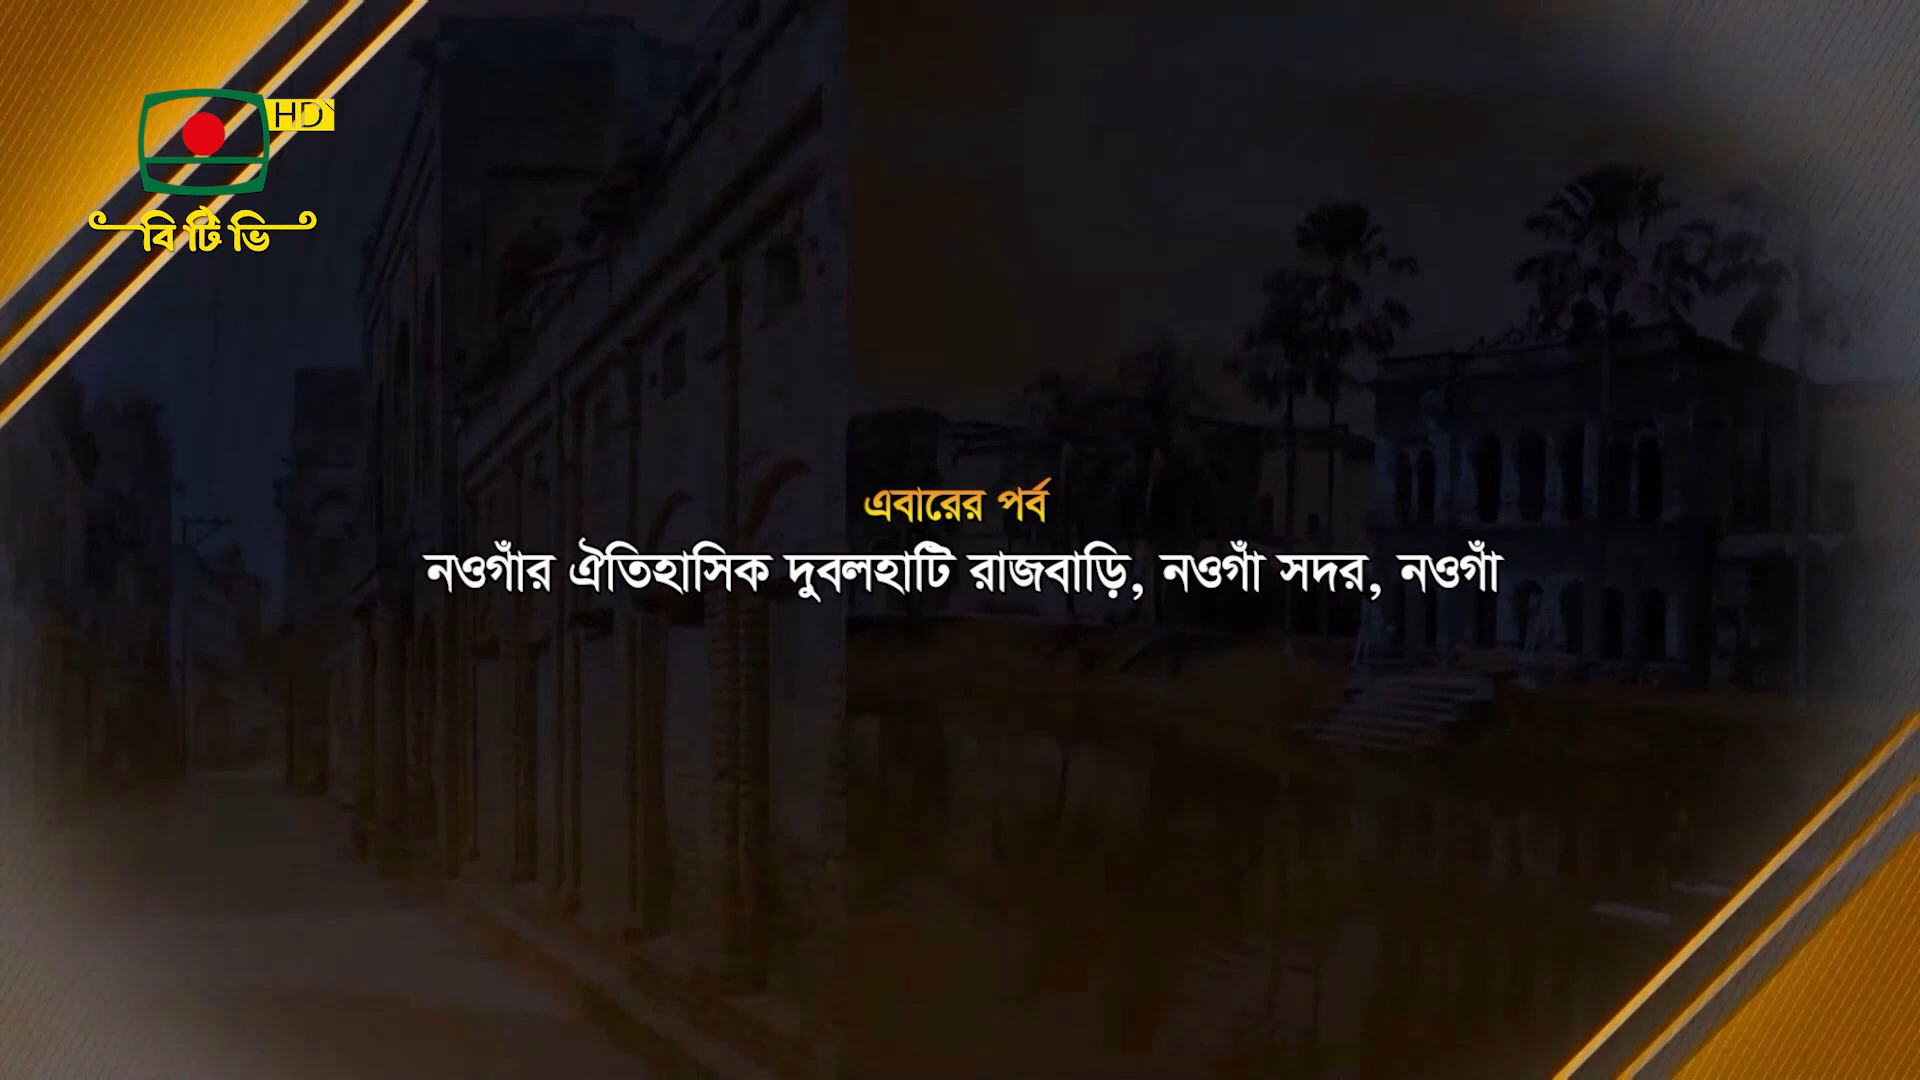 HD
বিটিভি
এবারের পর্ব
নওগাঁর ঐতিহাসিক দুবলহাটি রাজবাড়ি, নওগাঁ সদর, নওগাঁ